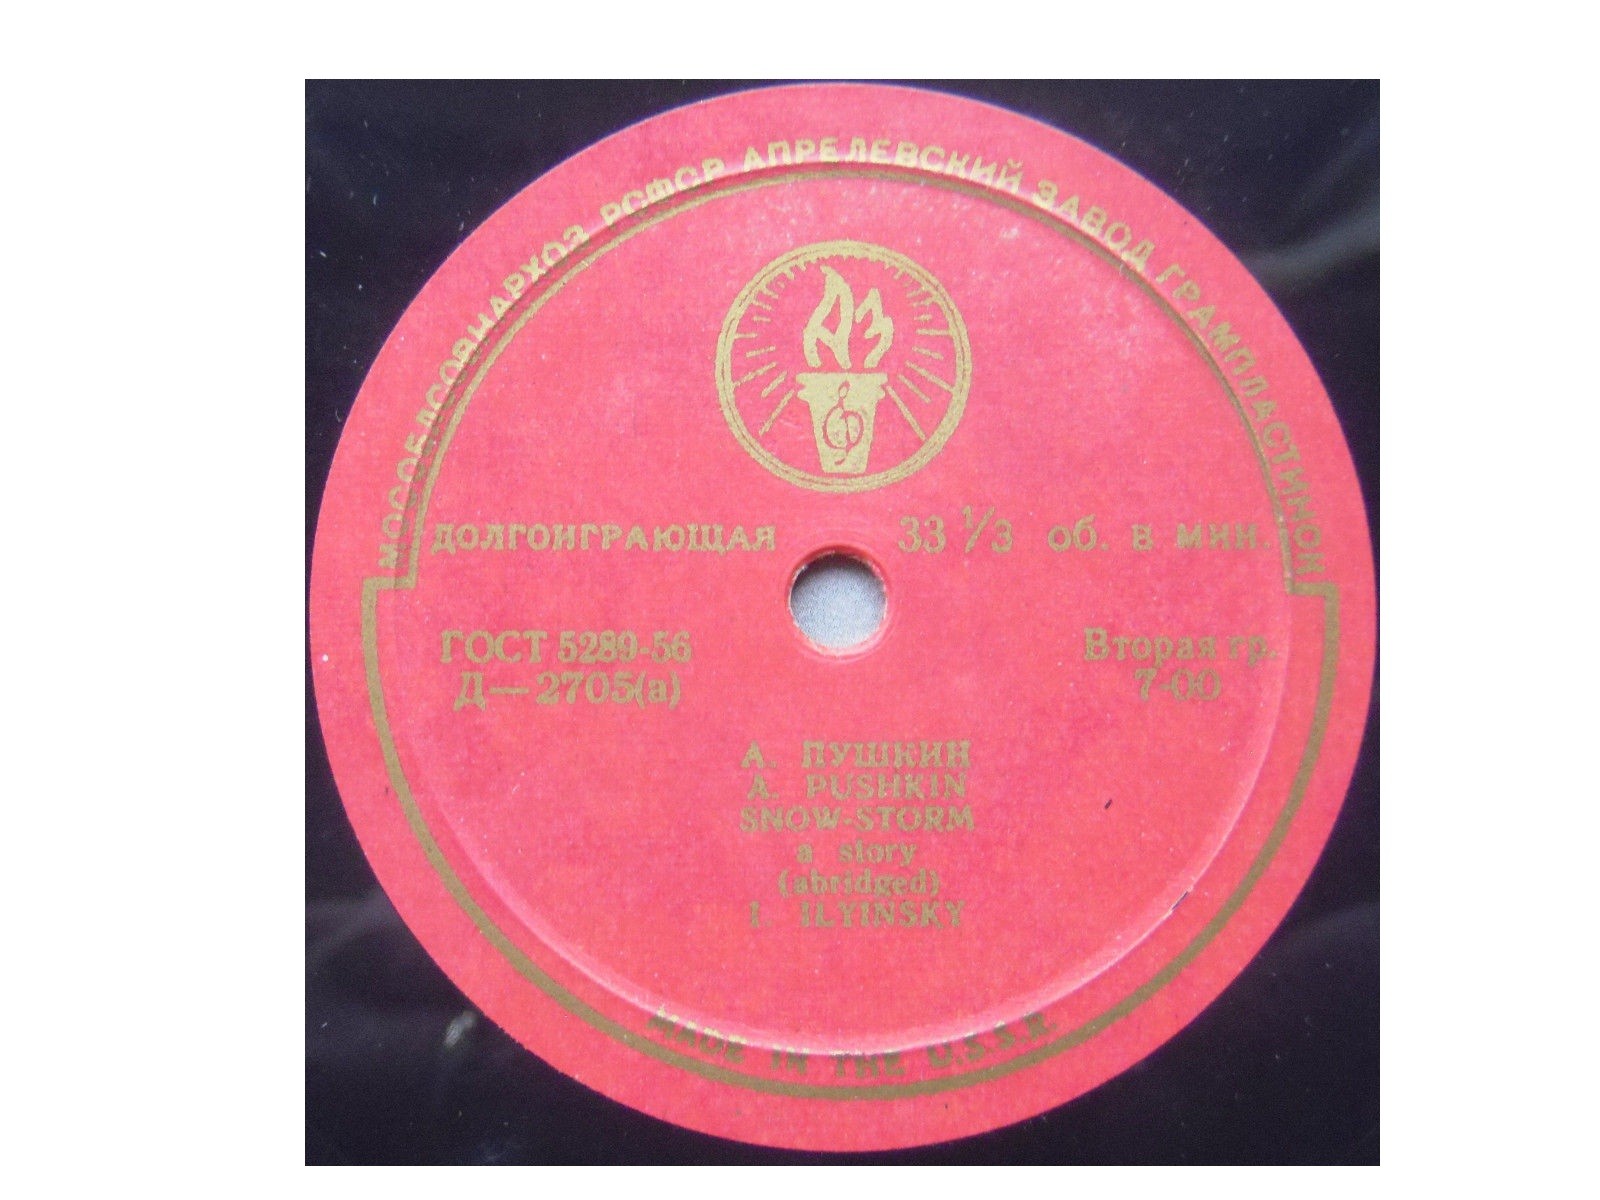 МОСОБЛСОВНАРХОЗ РСФСР АПРЕЛЕВСКИЙ ЗАВОД ГРАМПЛАСТИНОК
АЗ
ДОЛГОИГРАЮЩАЯ 33 1/3 об. в мин.
ГОСТ 5289-56 Вторая гр.
Д—2705(а) 7-00
А. ПУШКИН
A. PUSHKIN
SNOW-STORM
a story
(abridged)
I. ILYINSKY
MADE IN THE U.S.S.R.